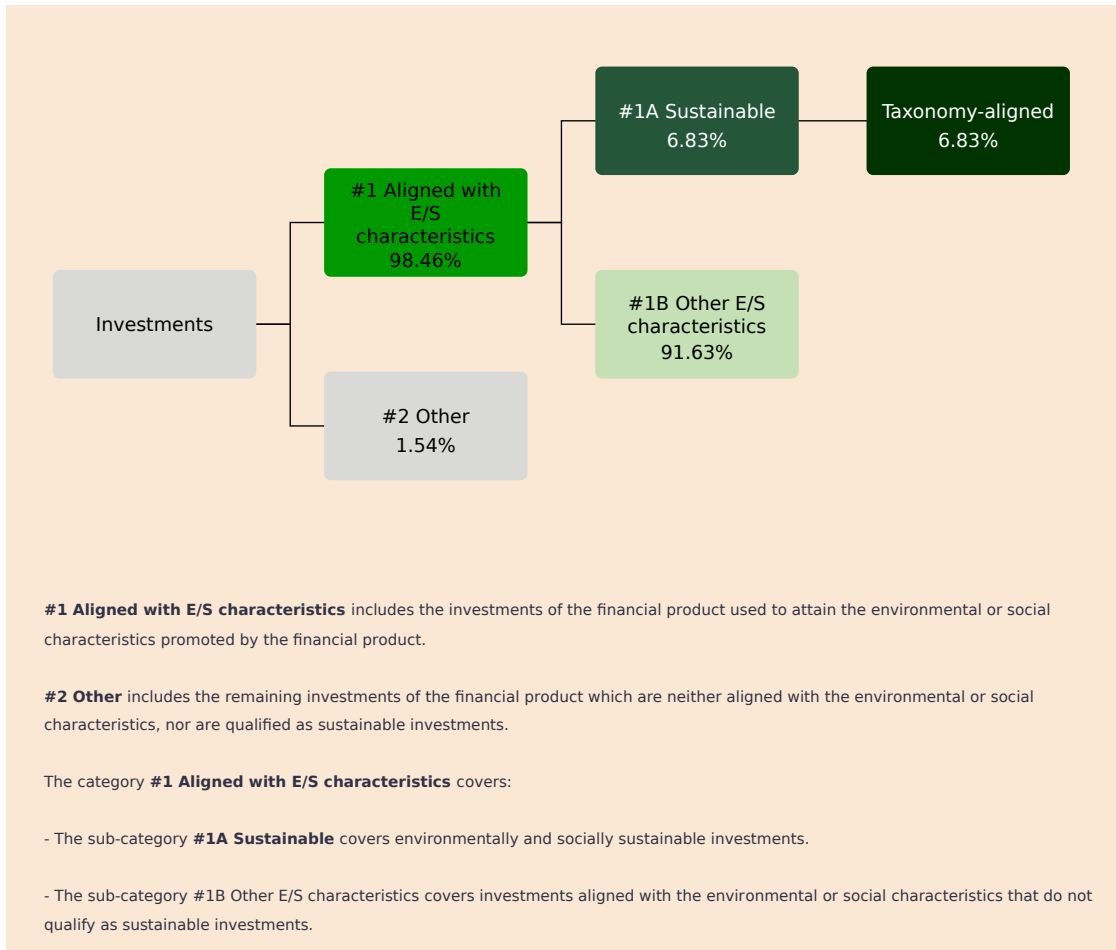 #1A Sustainable
6.83%
Taxonomy-aligned
6.83%
#1 Aligned with
E/S
characteristics
98.46%
Investments
#1B Other E/S
characteristics
91.63%
#2 Other
1.54%
#1 Aligned with E/S characteristics includes the investments of the financial product used to attain the environmental or social
characteristics promoted by the financial product.
#2 Other includes the remaining investments of the financial product which are neither aligned with the environmental or social
characteristics, nor are qualified as sustainable investments.
The category #1 Aligned with E/S characteristics covers:
- The sub-category #1A Sustainable covers environmentally and socially sustainable investments.
- The sub-category #1B Other E/S characteristics covers investments aligned with the environmental or social characteristics that do not
qualify as sustainable investments.